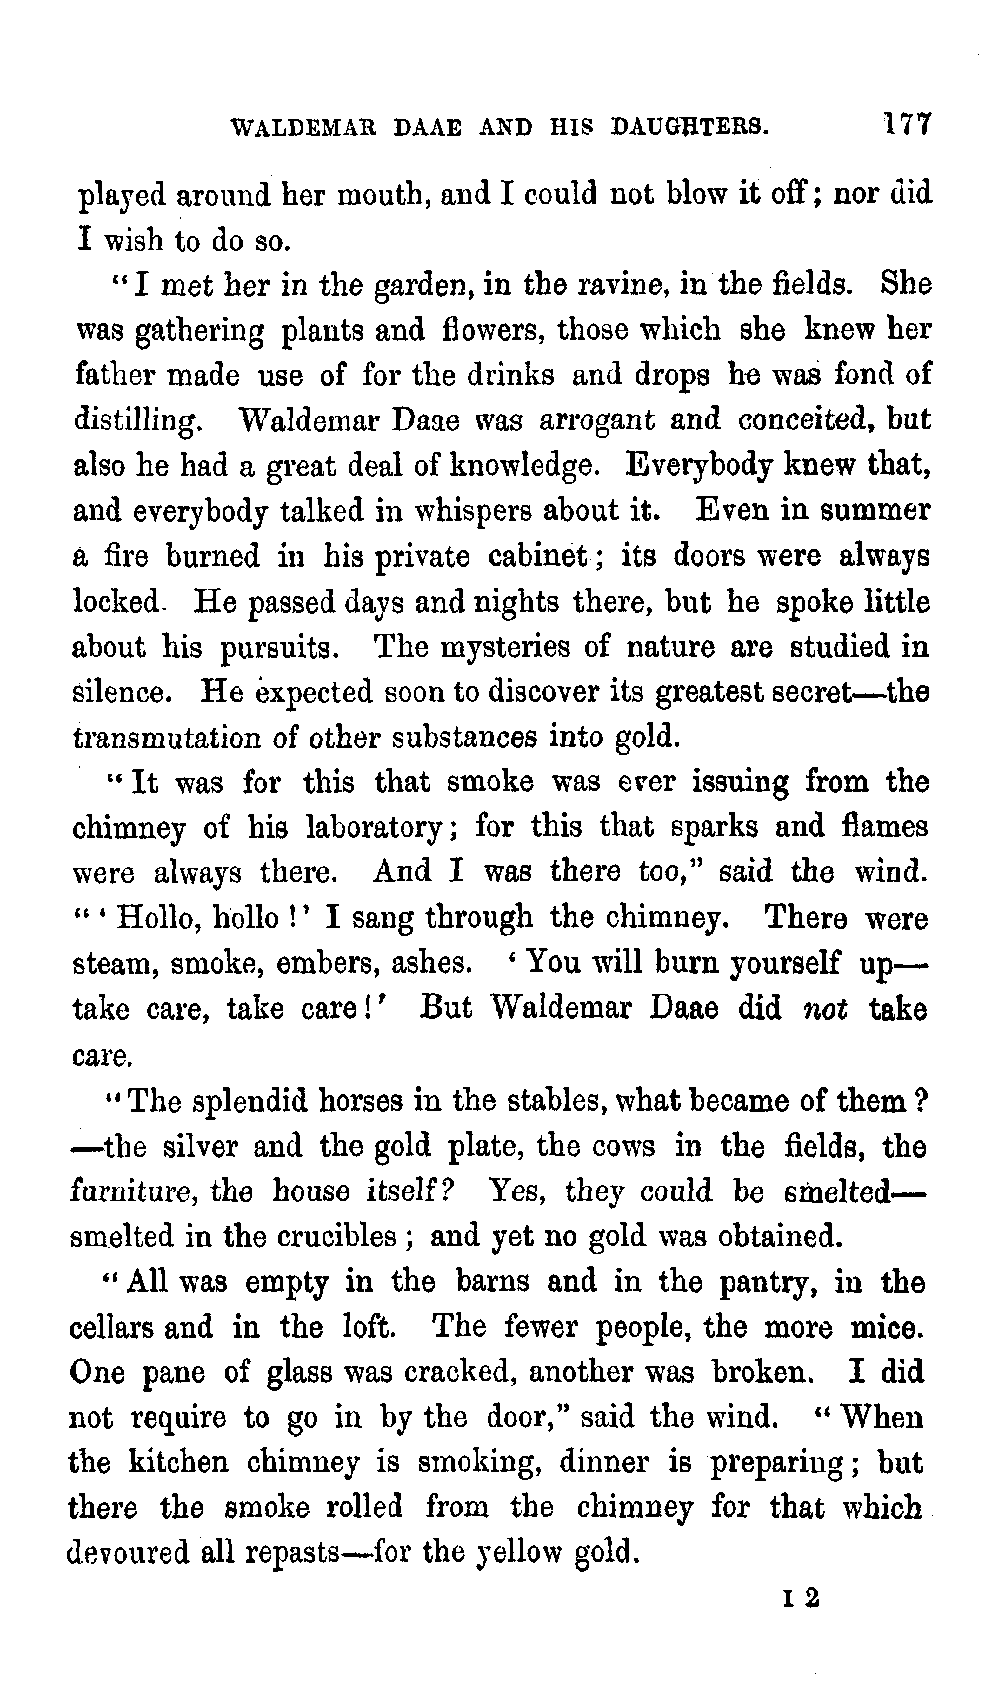 WALDEMAR DAAE AND HIS DAUGHTERS. 177
played around her mouth, and I could not blow it off; nor did
I wish to do so.
"I met her in the garden, in the ravine, in the fields. She
was gathering plants and flowers, those which she knew her
father made use of for the drinks and drops he was fond of
distilling. Waldemar Daae was arrogant and conceited, but
also he had a great deal of knowledge. Everybody knew that,
and everybody talked in whispers about it. Even in summer
a fire burned in his private cabinet; its doors were always
locked. He passed days and nights there, but he spoke little
about his pursuits. The mysteries of nature are studied in
silence. He expected soon to discover its greatest secret—the
transmutation of other substances into gold.
"It was for this that smoke was ever issuing from the
chimney of his laboratory; for this that sparks and flames
were always there. And I was there too," said the wind.
"'Hollo, hollo!' I sang through the chimney. There were
steam, smoke, embers, ashes. 'You will burn yourself up—
take care, take care!' But Waldemar Daae did not take
care.
"The splendid horses in the stables, what became of them?
—the silver and the gold plate, the cows in the fields, the
furniture, the house itself? Yes, they could be smelted—
smelted in the crucibles; and yet no gold was obtained.
"All was empty in the barns and in the pantry, in the
cellars and in the loft. The fewer people, the more mice.
One pane of glass was cracked, another was broken. I did
not require to go in by the door," said the wind. "When
the kitchen chimney is smoking, dinner is preparing; but
there the smoke rolled from the chimney for that which
devoured all repasts—for the yellow gold.
I 2